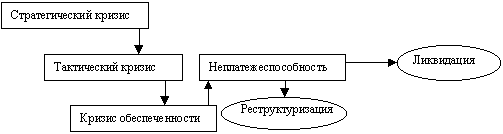 Стратегический кризис
Тактический кризис
Неплатежеспособность
Ликвидация
Кризис обеспеченности
Реструктуризация